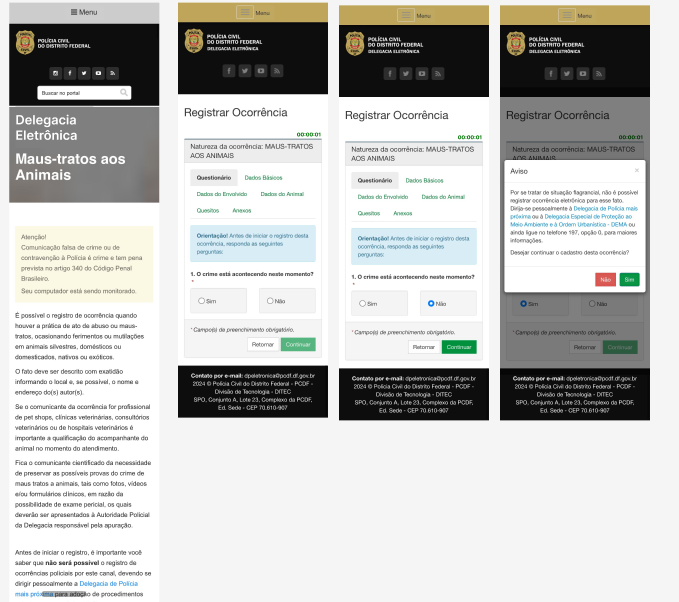 Menu
POLÍCIA CIVIL
DO DISTRITO FEDERAL
Buscar no portal
Delegacia
Eletrônica
Maus-tratos aos
Animais
Atenção!
Comunicação falsa de crime ou de
contravenção à Polícia é crime e tem pena
prevista no artigo 340 do Código Penal
Brasileiro.
Seu computador está sendo monitorado.
É possível o registro de ocorrência quando
houver a prática de ato de abuso ou maus-
tratos, ocasionando ferimentos ou mutilações
em animais silvestres, domésticos ou
domesticados, nativos ou exóticos.
O fato deve ser descrito com exatidão
informando o local e, se possível, o nome e
endereço do(s) autor(s).
Se o comunicante da ocorrência for profissional
de pet shops, clínicas veterinárias, consultórios
veterinários ou de hospitais veterinários é
importante a qualificação do acompanhante do
animal no momento do atendimento.
Fica o comunicante cientificado da necessidade
de preservar as possíveis provas do crime de
maus tratos a animais, tais como fotos, vídeos
e/ou formulários clínicos, em razão da
possibilidade de exame pericial, os quais
deverão ser apresentados à Autoridade Policial
da Delegacia responsável pela apuração.
Antes de iniciar o registro, é importante você
saber que não será possível o registro de
ocorrências policiais por este canal, devendo se
dirigir pessoalmente a Delegacia de Polícia
mais próxima para adoção de procedimentos
Menu
POLÍCIA CIVIL
DO DISTRITO FEDERAL
DELEGACIA ELETRÔNICA
Registrar Ocorrência
00:00:01
Natureza da ocorrência: MAUS-TRATOS
AOS ANIMAIS
Questionário Dados Básicos
Dados do Envolvido Dados do Animal
Quesitos Anexos
Orientação! Antes de iniciar o registro desta
ocorrência, responda as seguintes
perguntas:
1. O crime está acontecendo neste momento?
*
Sim Não
* Campo(s) de preenchimento obrigatório.
Retornar Continuar
Contato por e-mail: dpeletronica@pcdf.df.gov.br
2024 © Polícia Civil do Distrito Federal - PCDF -
Divisão de Tecnologia - DITEC
SPO, Conjunto A, Lote 23, Complexo da PCDF,
Ed. Sede - CEP 70.610-907
Menu
POLÍCIA CIVIL
DO DISTRITO FEDERAL
DELEGACIA ELETRÔNICA
Registrar Ocorrência
00:00:01
Natureza da ocorrência: MAUS-TRATOS
AOS ANIMAIS
Questionário Dados Básicos
Dados do Envolvido Dados do Animal
Quesitos Anexos
Orientação! Antes de iniciar o registro desta
ocorrência, responda as seguintes
perguntas:
1. O crime está acontecendo neste momento?
*
Sim Não
* Campo(s) de preenchimento obrigatório.
Retornar Continuar
Contato por e-mail: dpeletronica@pcdf.df.gov.br
2024 © Polícia Civil do Distrito Federal - PCDF -
Divisão de Tecnologia - DITEC
SPO, Conjunto A, Lote 23, Complexo da PCDF,
Ed. Sede - CEP 70.610-907
Menu
POLÍCIA CIVIL
DO DISTRITO FEDERAL
DELEGACIA ELETRÔNICA
Registrar Ocorrência
00:00:01
Natureza da ocorrência: MAUS-TRATOS
AOS ANIMAIS
Aviso ×
Por se tratar de situação flagrancial, não é possível
registrar ocorrência eletrônica para esse fato.
Dirija-se pessoalmente à Delegacia de Polícia mais
próxima ou à Delegacia Especial de Proteção ao
Meio Ambiente e à Ordem Urbanística - DEMA ou
ainda ligue no telefone 197, opção 0, para maiores
informações.
Desejar continuar o cadastro desta ocorrência?
Não Sim
Sim Não
* Campo(s) de preenchimento obrigatório.
Retornar Continuar
Contato por e-mail: dpeletronica@pcdf.df.gov.br
2024 © Polícia Civil do Distrito Federal - PCDF -
Divisão de Tecnologia - DITEC
SPO, Conjunto A, Lote 23, Complexo da PCDF,
Ed. Sede - CEP 70.610-907